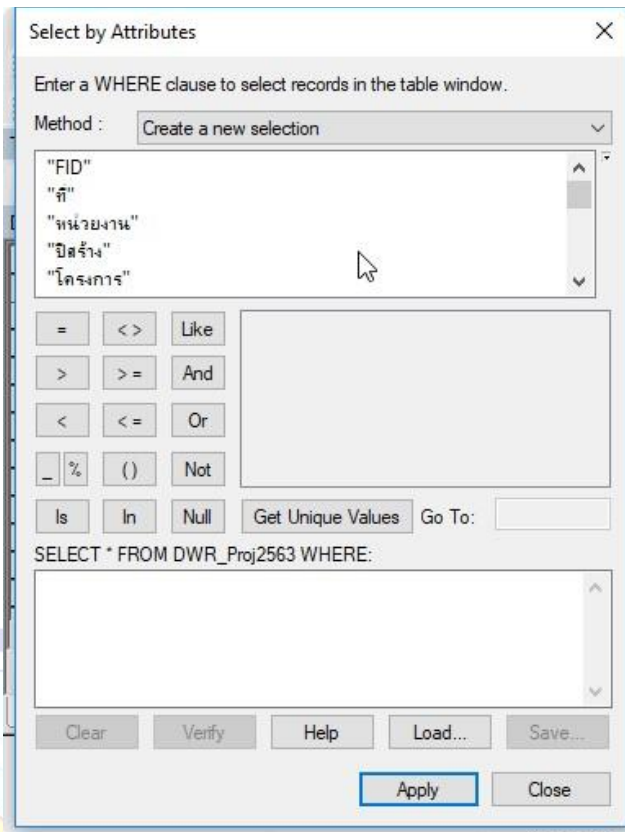 Select by Attributes
Enter a WHERE clause to select records in the table window.
Method : Create a new selection
"FID"
"ที่"
"หน่วยงาน"
"ปีสร้าง"
"โครงการ"
= < > Like
> > = And
< < = Or
_ % ( ) Not
Is In Null Get Unique Values Go To:
SELECT * FROM DWR_Proj2563 WHERE:
Clear Verify Help Load... Save...
Apply Close